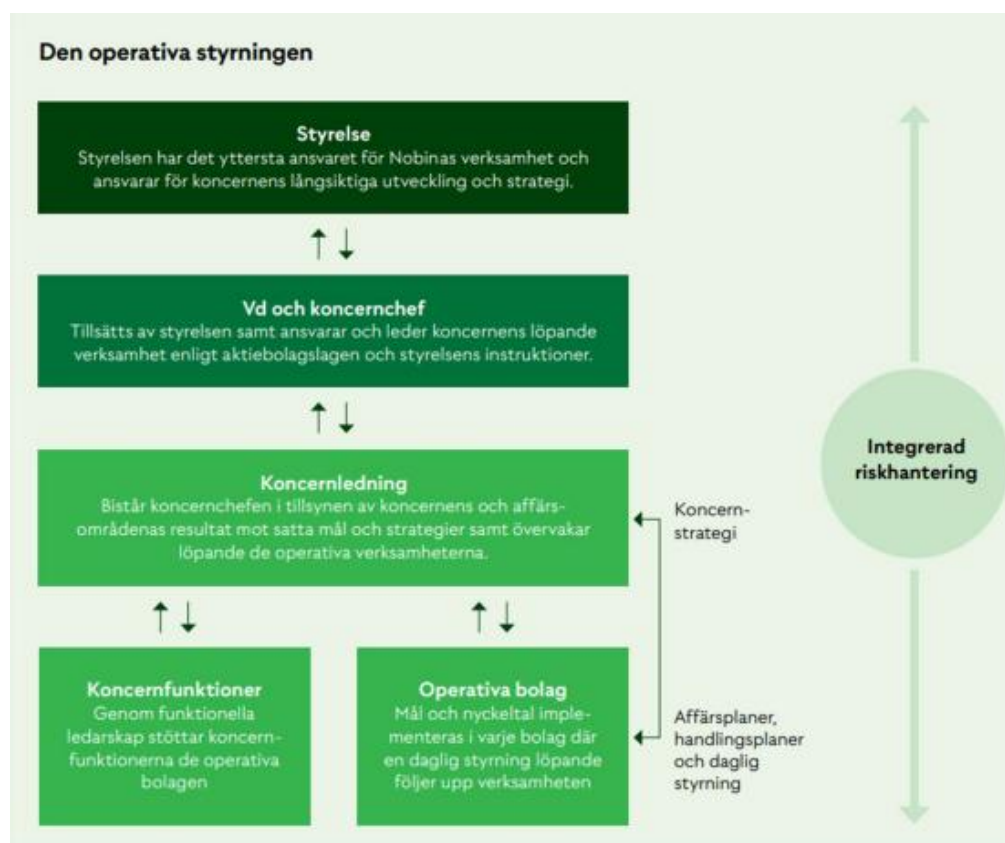 Den operativa styrningen
Styrelse
Styrelsen har det yttersta ansvaret för Nobinas verksamhet och
ansvarar för koncernens långsiktiga utveckling och strategi.
Vd och koncernchef
Tillsätts av styrelsen samt ansvarar och leder koncernens löpande
verksamhet enligt aktiebolagslagen och styrelsens instruktioner.
Koncernledning
Bistår koncernchefen i tillsynen av koncernens och affärs-
områdenas resultat mot satta mål och strategier samt övervakar
löpande de operativa verksamheterna.
Koncern-
strategi
Integrerad
riskhantering
Koncernfunktioner
Genom funktionella
ledarskap stöttar koncern-
funktionerna de operativa
bolagen
Operativa bolag
Mål och nyckeltal imple-
menteras i varje bolag där
en daglig styrning löpande
följer upp verksamheten
Affärsplaner,
handlingsplaner
och daglig
styrning